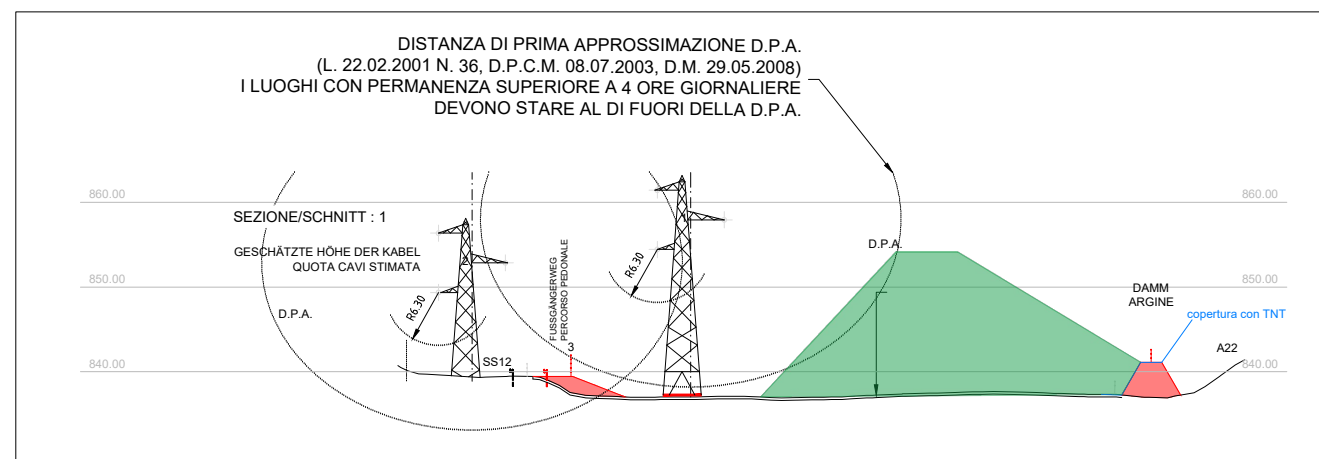 DISTANZA DI PRIMA APPROSSIMAZIONE D.P.A.
(L. 22.02.2001 N. 36, D.P.C.M. 08.07.2003, D.M. 29.05.2008)
I LUOGHI CON PERMANENZA SUPERIORE A 4 ORE GIORNALIERE
DEVONO STARE AL DI FUORI DELLA D.P.A.
860.00
860.00
SEZIONE/SCHNITT : 1
GESCHÄTZTE HÖHE DER KABEL
QUOTA CAVI STIMATA
D.P.A.
R6.30
R6.30
FUSSGÄNGERWEG
PERCORSO PEDONALE
3
D.P.A.
850.00
850.00
DAMM
ARGINE
copertura con TNT
D.P.A.
SS12
A22
840.00
840.00